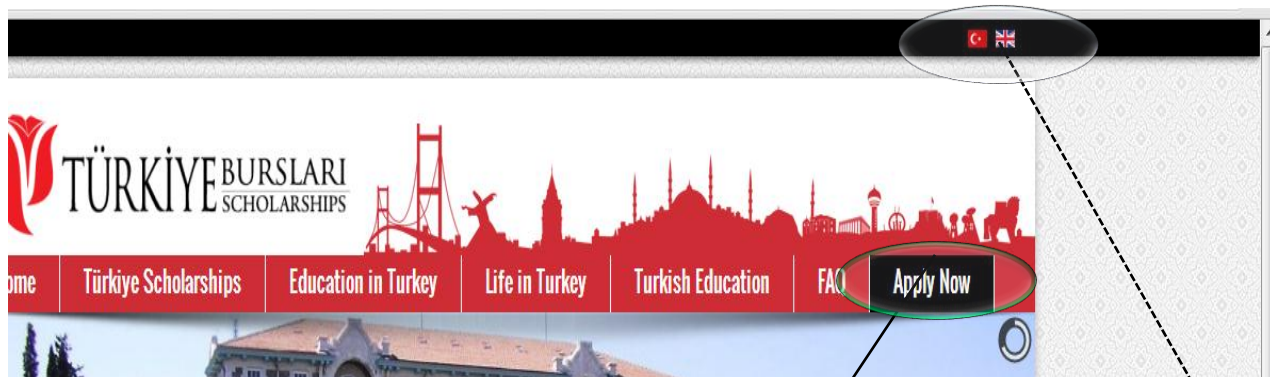 TÜRKİYE BURSLARI
SCHOLARSHIPS
ome Türkiye Scholarships Education in Turkey Life in Turkey Turkish Education FAQ Apply Now